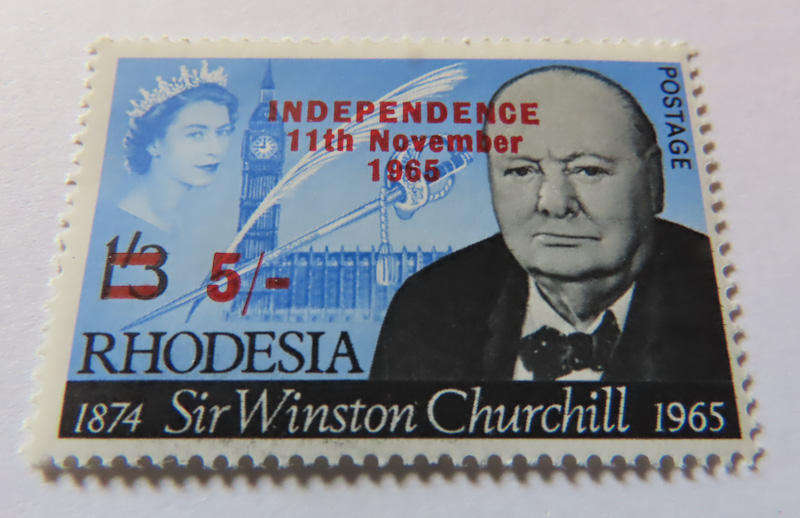 POSTAGE
INDEPENDENCE
11th November
1965
1/3 5/-
RHODESIA
1874 Sir Winston Churchill 1965